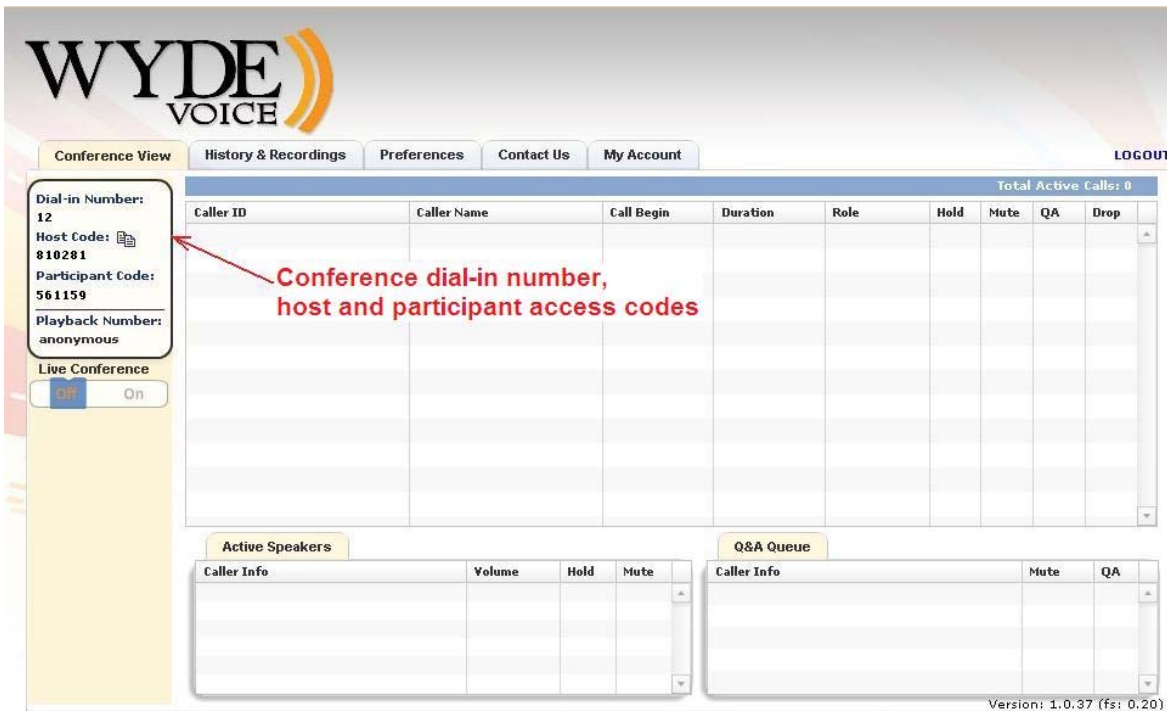 WYDE
VOICE
Conference View History & Recordings Preferences Contact Us My Account LOGOUT
Dial-in Number:
12
Host Code:
810281
Participant Code:
561159
Playback Number:
anonymous
Live Conference
Off On
Total Active Calls: 0
Caller ID Caller Name Call Begin Duration Role Hold Mute QA Drop
Conference dial-in number,
host and participant access codes
Active Speakers
Caller Info Volume Hold Mute
Q&A Queue
Caller Info Mute QA
Version: 1.0.37 (fs: 0.20)